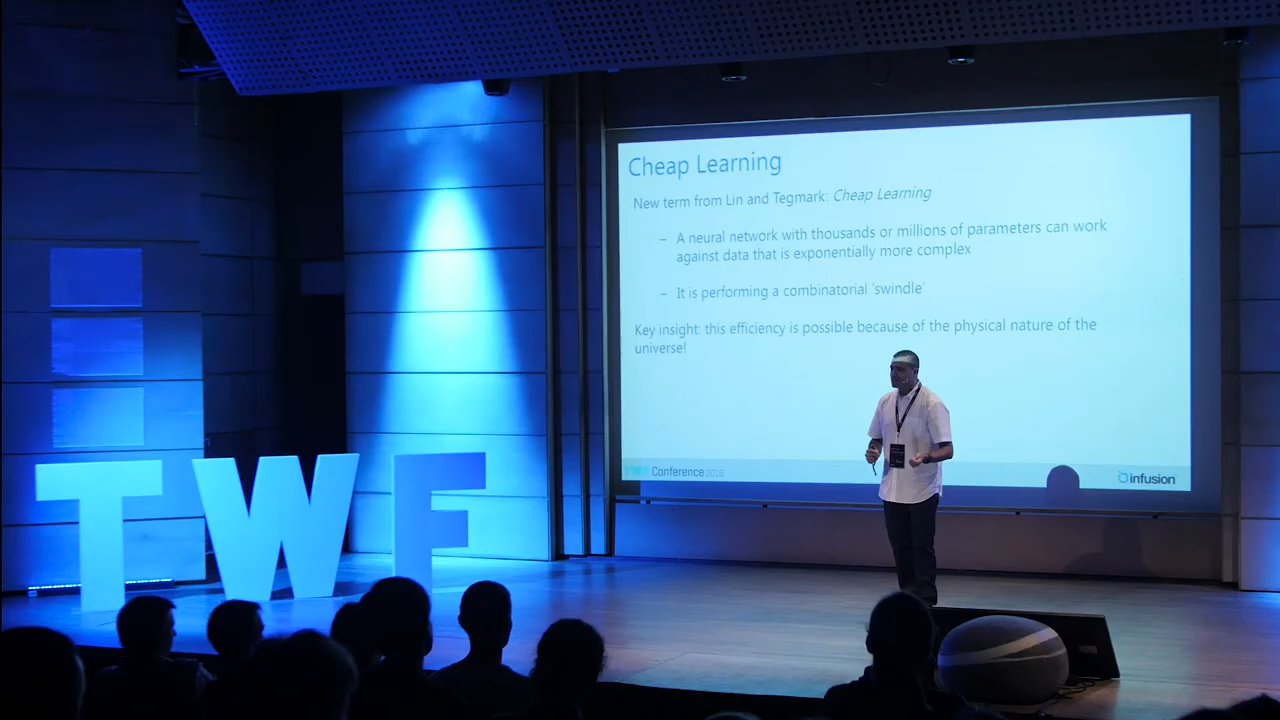 Cheap Learning
New term from Lin and Tegmark: Cheap Learning
– A neural network with thousands or millions of parameters can work
against data that is exponentially more complex
– It is performing a combinatorial 'swindle'
Key insight: this efficiency is possible because of the physical nature of the
universe!
TWF Conference 2016
infusion
TWF